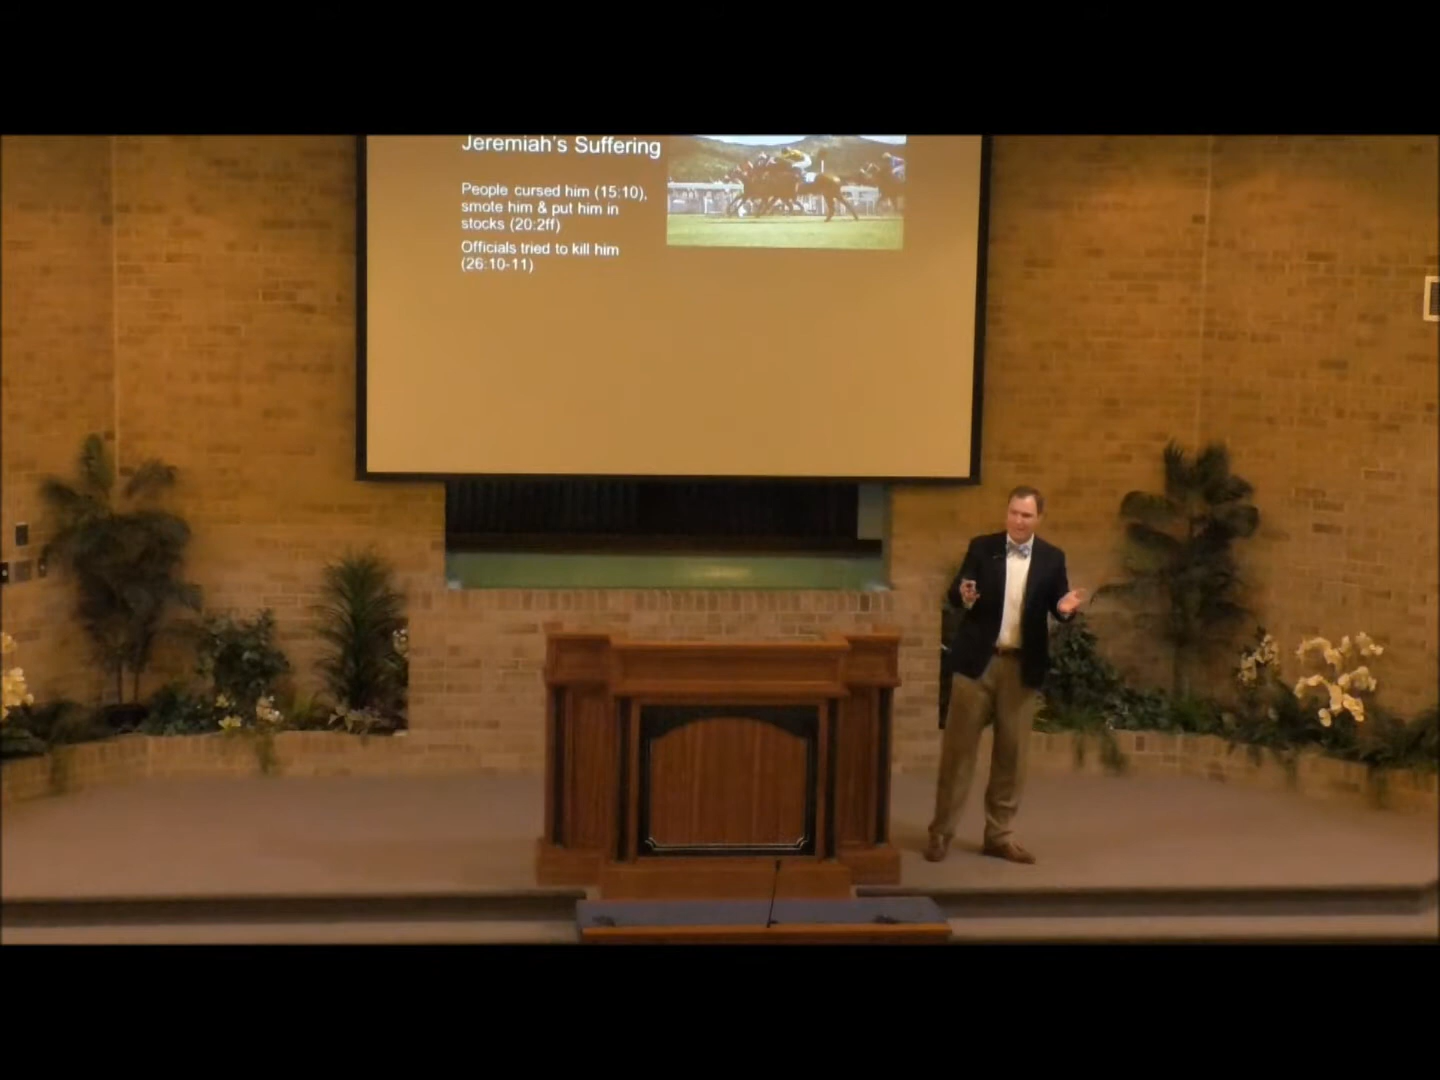 Jeremiah's Suffering
People cursed him (15:10),
smote him & put him in
stocks (20:2ff)
Officials tried to kill him
(26:10-11)